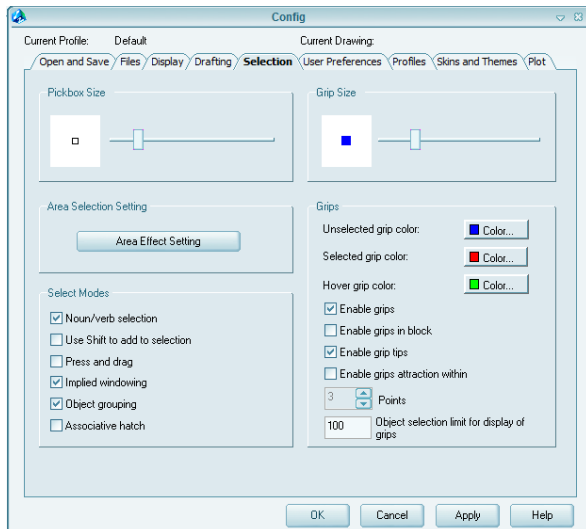 Config
Current Profile: Default Current Drawing:
Open and Save Files Display Drafting Selection User Preferences Profiles Skins and Themes Plot
Pickbox Size
Grip Size
Area Selection Setting
Area Effect Setting
Select Modes
Noun/verb selection
Use Shift to add to selection
Press and drag
Implied windowing
Object grouping
Associative hatch
Grips
Unselected grip color: Color...
Selected grip color: Color...
Hover grip color: Color...
Enable grips
Enable grips in block
Enable grip tips
Enable grips attraction within
3 Points
100 Object selection limit for display of
grips
OK Cancel Apply Help